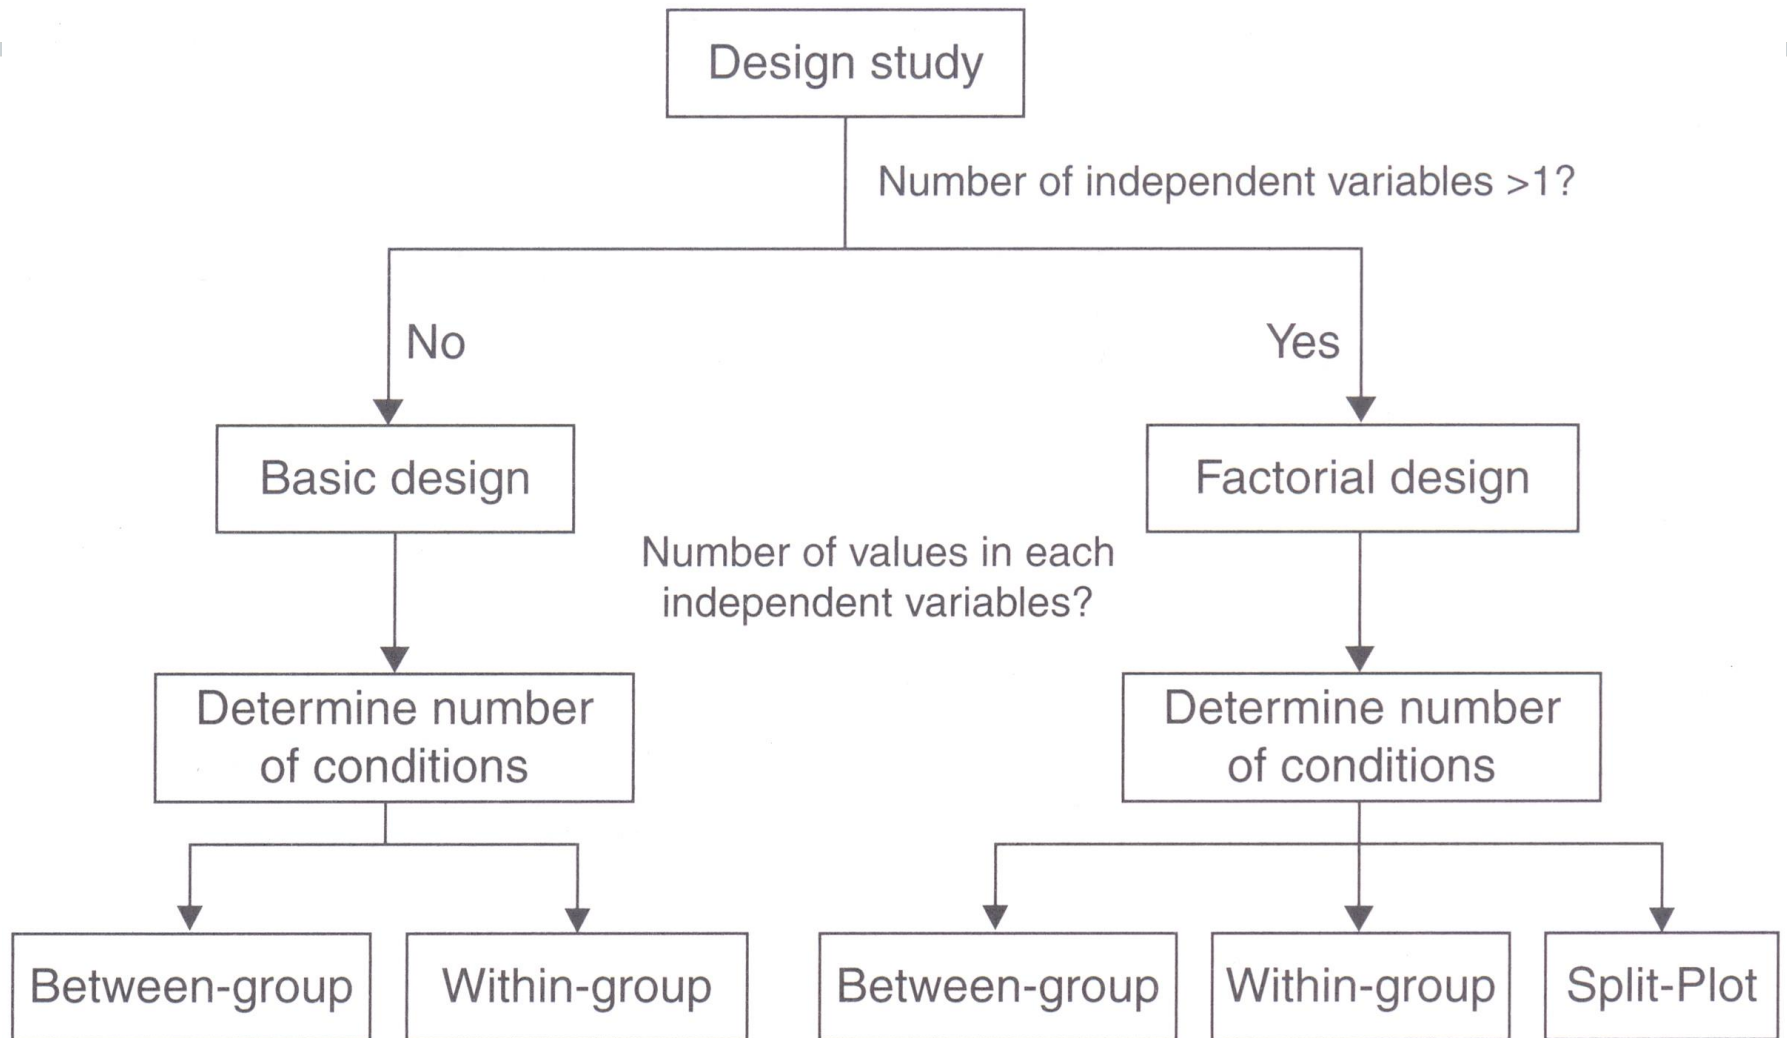 Design study
Number of independent variables >1?
No
Yes
Basic design
Factorial design
Number of values in each
independent variables?
Determine number
of conditions
Determine number
of conditions
Between-group
Within-group
Between-group
Within-group
Split-Plot